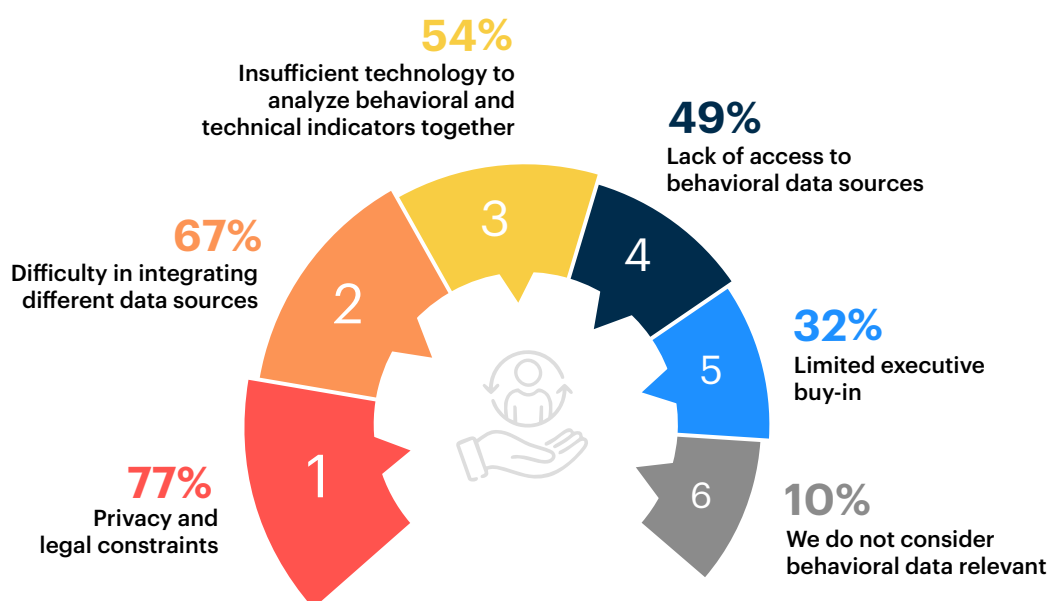 54%
Insufficient technology to
analyze behavioral and
technical indicators together
49%
Lack of access to
behavioral data sources
67%
Difficulty in integrating
different data sources
32%
Limited executive
buy-in
77%
Privacy and
legal constraints
10%
We do not consider
behavioral data relevant
1
2
3
4
5
6